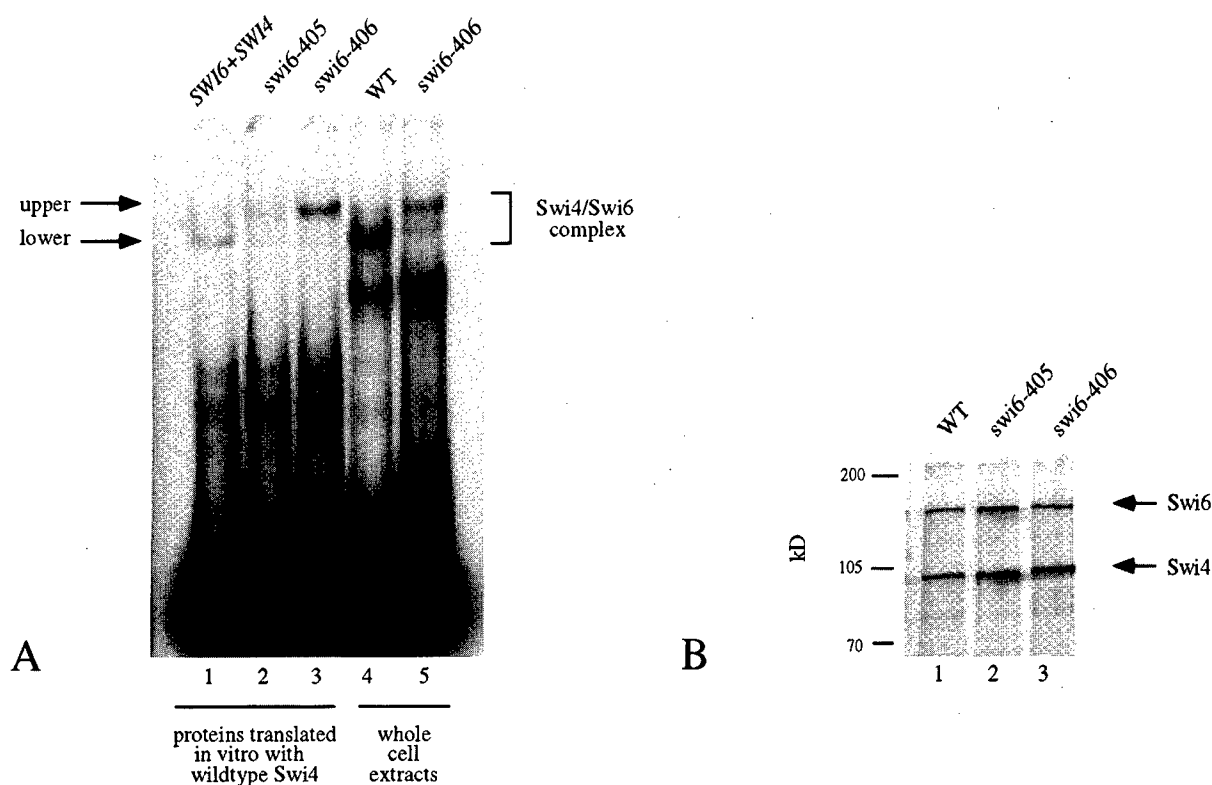 SWI6+SWI4
swi6-405
swi6-406
WT
swi6-406
upper
lower
Swi4/Swi6
complex
A
1 2 3 4 5
proteins translated
in vitro with
wildtype Swi4
whole
cell
extracts
WT
swi6-405
swi6-406
kD
200
105
70
Swi6
Swi4
B
1 2 3